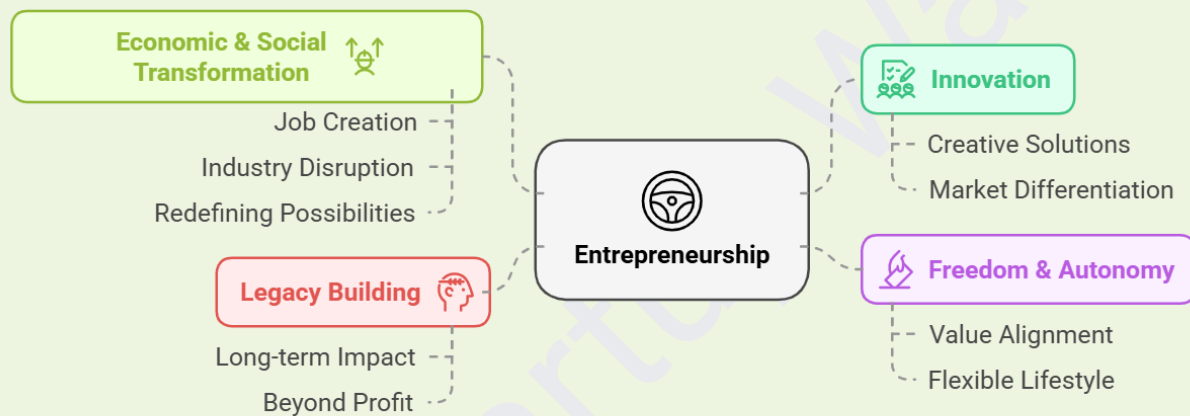 Economic & Social
Transformation
Job Creation
Industry Disruption
Redefining Possibilities
Legacy Building
Long-term Impact
Beyond Profit
Entrepreneurship
Innovation
Creative Solutions
Market Differentiation
Freedom & Autonomy
Value Alignment
Flexible Lifestyle